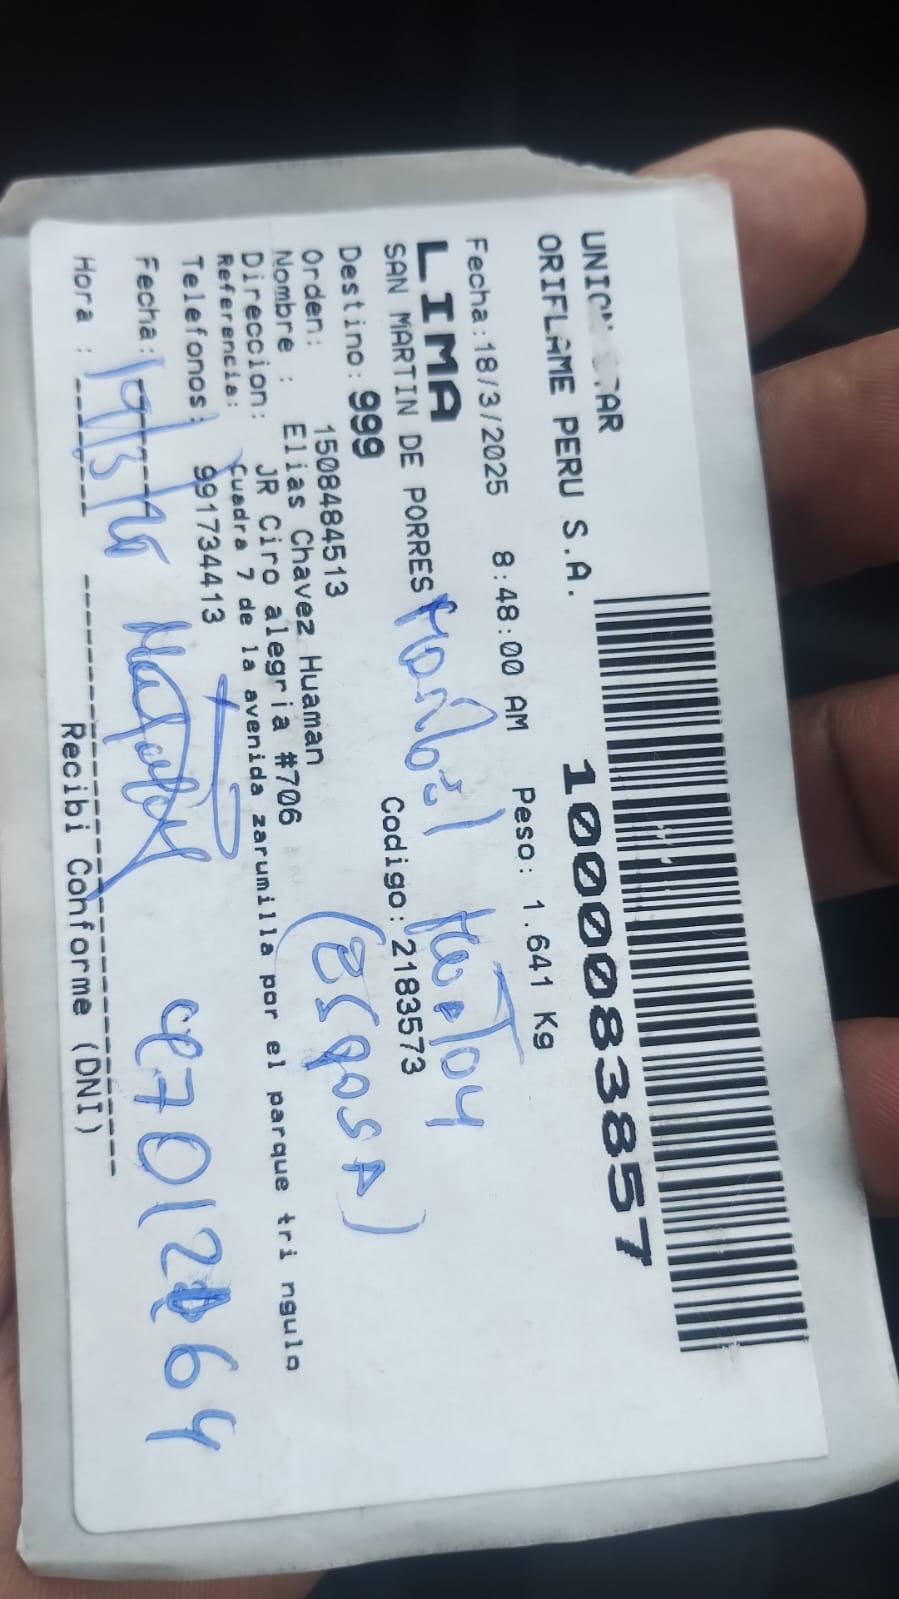 ORIFLAME PERU S.A.
1000083857
Fecha:18/3/2025 8:48:00 AM Peso: 1.641 Kg
LIMA
SAN MARTIN DE PORRES
Destino: 999 Codigo: 2183573
(ESPOSA)
Orden: 1508484513
Nombre : Elias Chavez Huaman
Direccion: JR Ciro alegria #706
Referencia: Cuadra 7 de la avenida zarumilla por el parque tri ngulo
Telefonos: 991734413
Fecha:
Hora :
Recibi Conforme (DNI)